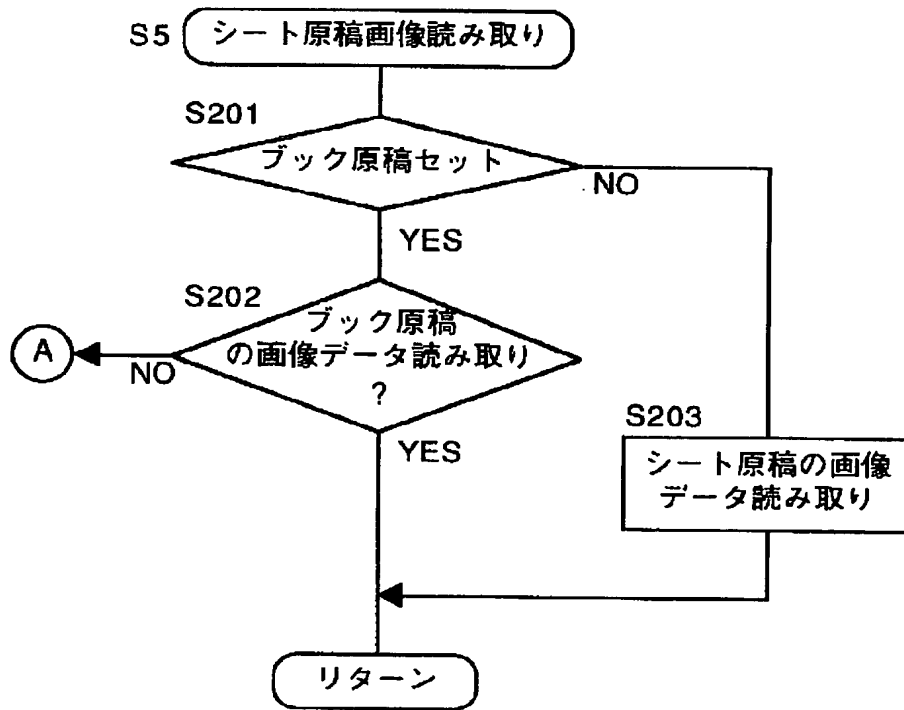 S5 シート原稿画像読み取り
S201
ブック原稿セット
NO
YES
S202
ブック原稿
の画像データ読み取り
?
A
NO
YES
S203
シート原稿の画像
データ読み取り
リターン